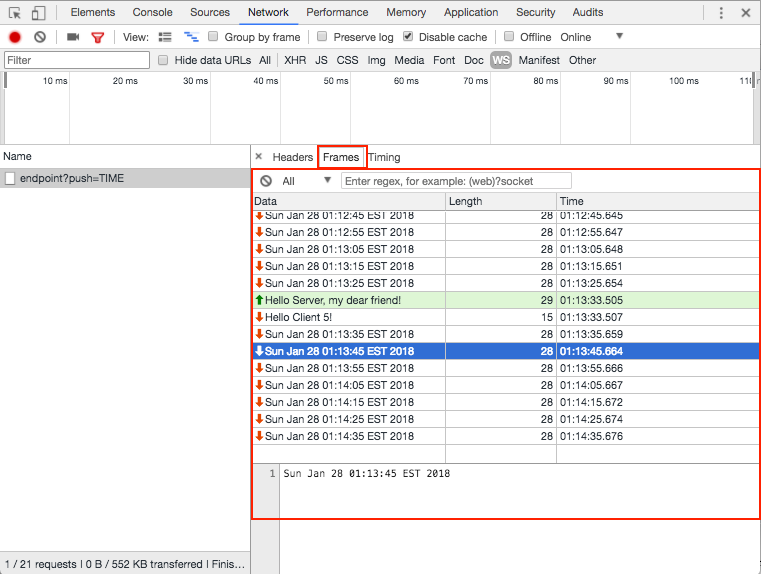 Elements Console Sources Network Performance Memory Application Security Audits
View: Group by frame Preserve log Disable cache Offline Online
Filter Hide data URLs All XHR JS CSS Img Media Font Doc WS Manifest Other
10 ms 20 ms 30 ms 40 ms 50 ms 60 ms 70 ms 80 ms 90 ms 100 ms
Name
endpoint?push=TIME
Headers Frames Timing
All Enter regex, for example: (web)?socket
Data Length Time
Sun Jan 28 01:12:45 EST 2018 28 01:12:45.645
Sun Jan 28 01:12:55 EST 2018 28 01:12:55.647
Sun Jan 28 01:13:05 EST 2018 28 01:13:05.648
Sun Jan 28 01:13:15 EST 2018 28 01:13:15.651
Sun Jan 28 01:13:25 EST 2018 28 01:13:25.654
Hello Server, my dear friend! 29 01:13:33.505
Hello Client 5! 15 01:13:33.507
Sun Jan 28 01:13:35 EST 2018 28 01:13:35.659
Sun Jan 28 01:13:45 EST 2018 28 01:13:45.664
Sun Jan 28 01:13:55 EST 2018 28 01:13:55.666
Sun Jan 28 01:14:05 EST 2018 28 01:14:05.667
Sun Jan 28 01:14:15 EST 2018 28 01:14:15.672
Sun Jan 28 01:14:25 EST 2018 28 01:14:25.674
Sun Jan 28 01:14:35 EST 2018 28 01:14:35.676
1 Sun Jan 28 01:13:45 EST 2018
1 / 21 requests | 0 B / 552 KB transferred | Finis...